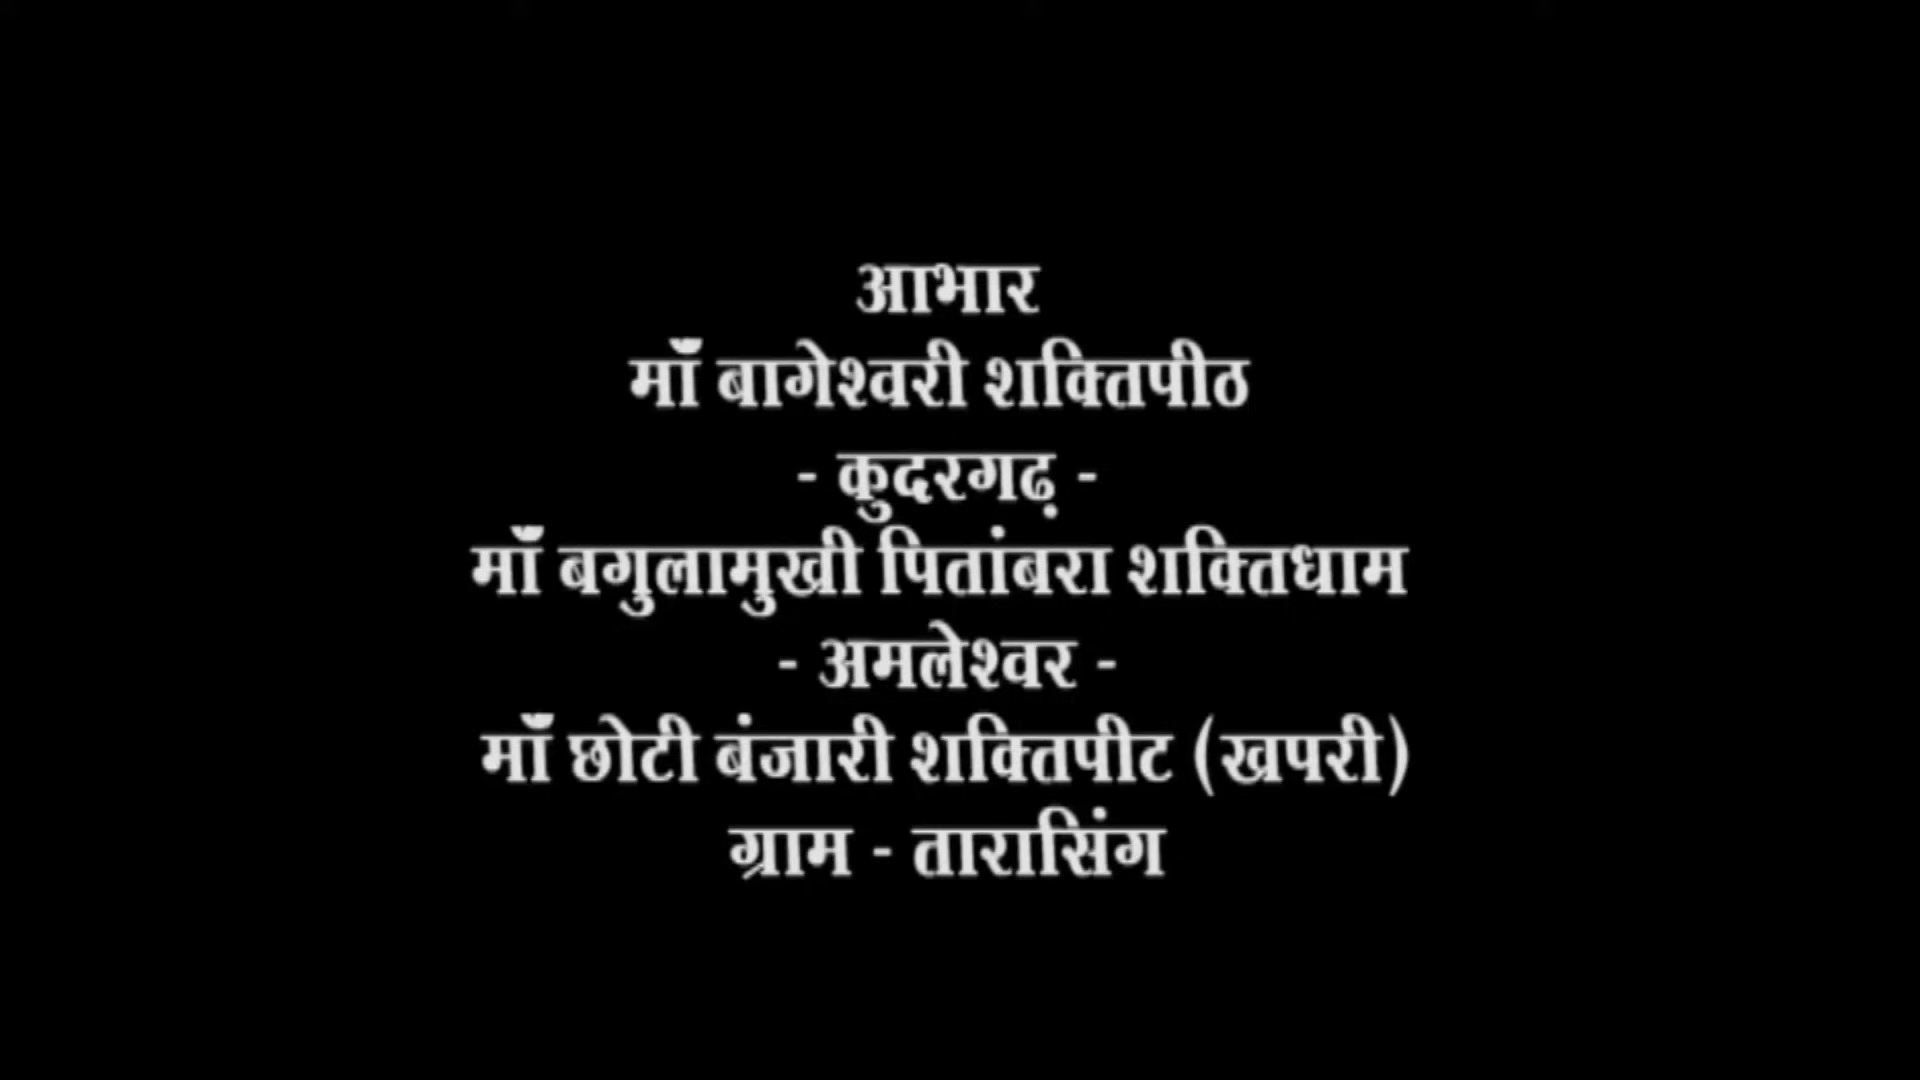 आभार
माँ बागेश्वरी शक्तिपीठ
- कुदरगढ़ -
माँ बगुलामुखी पितांबरा शक्तिधाम
- अमलेश्वर -
माँ छोटी बंजारी शक्तिपीट (खपरी)
ग्राम - तारासिंग